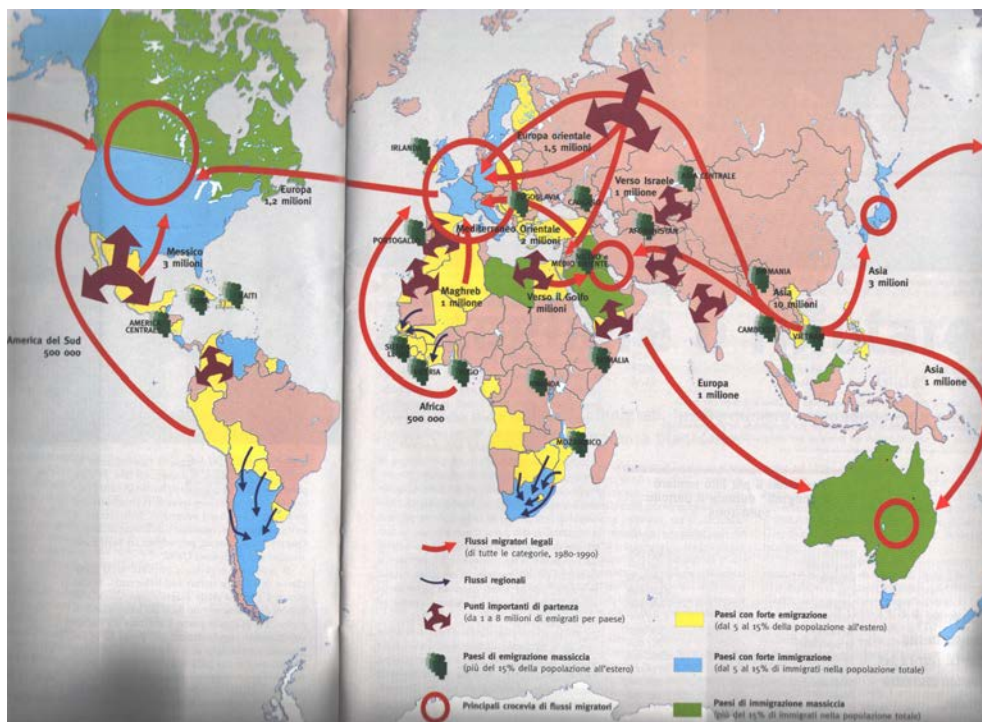 Europa orientale
1,5 milioni
IRLANDA
Europa
1,2 milioni
Verso Israele
1 milione
ASIA CENTRALE
AFGHANISTAN
PORTOGALLO
Mediterraneo Orientale
2 milioni
MEDIO ORIENTE
Messico
3 milioni
Maghreb
1 milione
Verso il Golfo
7 milioni
HAITI
AMERICA
CENTRALE
ROMANIA
Asia
10 milioni
Asia
3 milioni
America del Sud
500 000
SOMALIA
Europa
1 milione
Asia
1 milione
Africa
500 000
MOZAMBICO
Flussi migratori legali
(di tutte le categorie, 1980-1990)
Flussi regionali
Punti importanti di partenza
(da 1 a 8 milioni di emigrati per paese)
Paesi di emigrazione massiccia
(più del 15% della popolazione all'estero)
Principali crocevia di flussi migratori
Paesi con forte emigrazione
(dal 5 al 15% della popolazione all'estero)
Paesi con forte immigrazione
(dal 5 al 15% di immigrati nella popolazione totale)
Paesi di immigrazione massiccia
(più del 15% di immigrati nella popolazione totale)